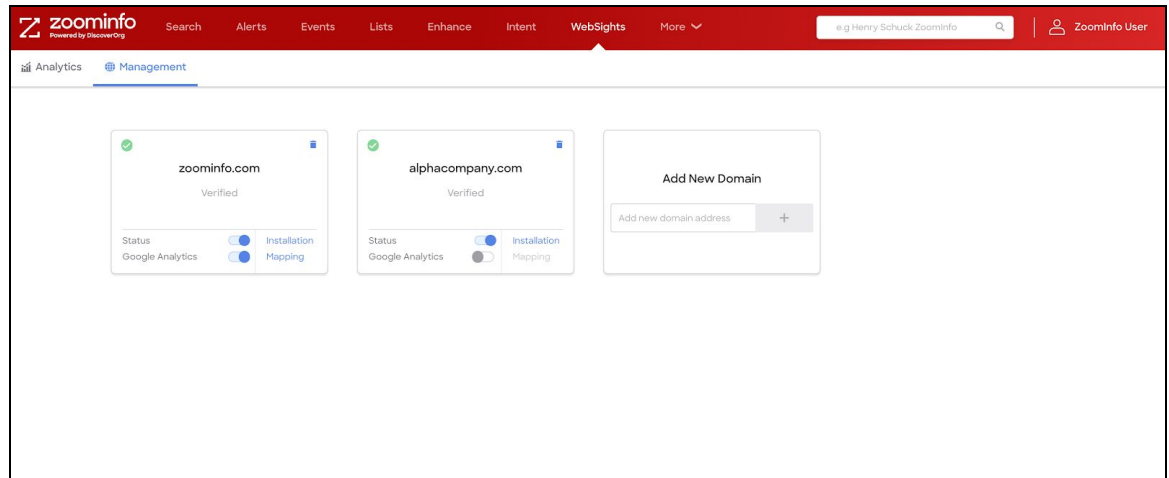 zoominfo
Powered by DiscoverOrg
Search Alerts Events Lists Enhance Intent WebSights More
e.g Henry Schuck ZoomInfo
ZoomInfo User
Analytics Management
zoominfo.com
Verified
Status Installation
Google Analytics Mapping
alphacompany.com
Verified
Status Installation
Google Analytics Mapping
Add New Domain
Add new domain address +